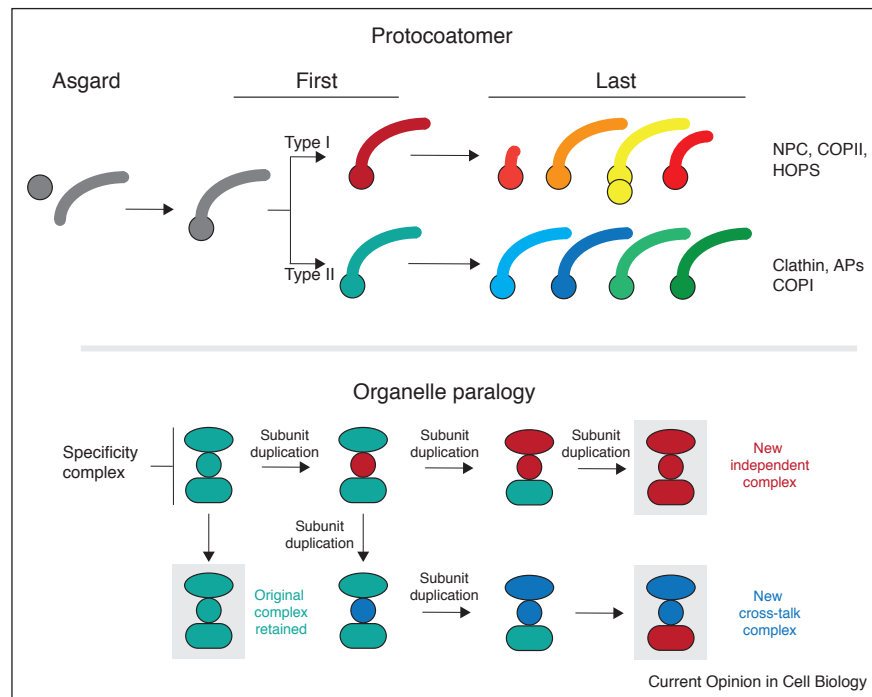 Protocoatomer
Asgard
First
Last
Type I
NPC, COPII,
HOPS
Type II
Clathin, APs
COPI
Organelle paralogy
Specificity
complex
Subunit
duplication
Subunit
duplication
Subunit
duplication
New
independent
complex
Subunit
duplication
Original
complex
retained
Subunit
duplication
New
cross-talk
complex
Current Opinion in Cell Biology